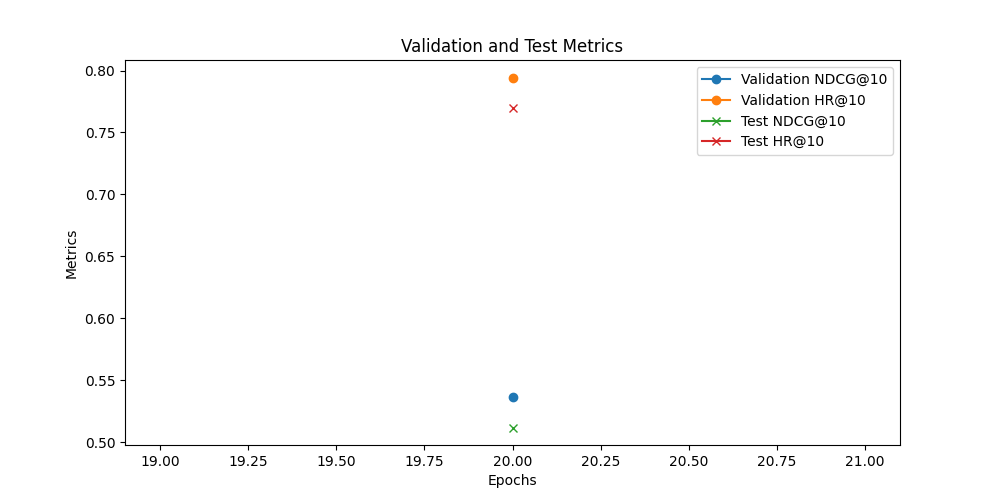 Validation and Test Metrics
0.80
0.75
0.70
0.65
0.60
0.55
0.50
Metrics
Validation NDCG@10
Validation HR@10
Test NDCG@10
Test HR@10
19.00 19.25 19.50 19.75 20.00 20.25 20.50 20.75 21.00
Epochs